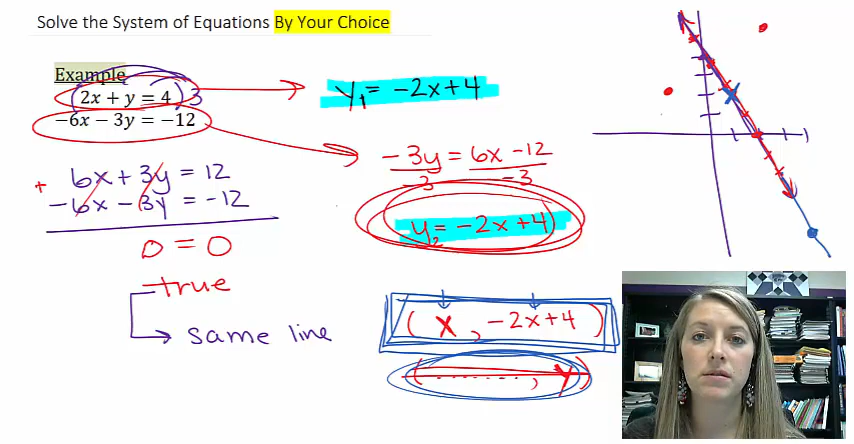 Solve the System of Equations By Your Choice
Example
2x + y = 4
3
−6x − 3y = −12
y₁ = −2x+4
+ 6x + 3y = 12
−6x − 3y = −12
0 = 0
true
same line
−3y = 6x −12
−3 −3
y₂ = −2x +4
( x , −2x+4 )
( ........ , y )